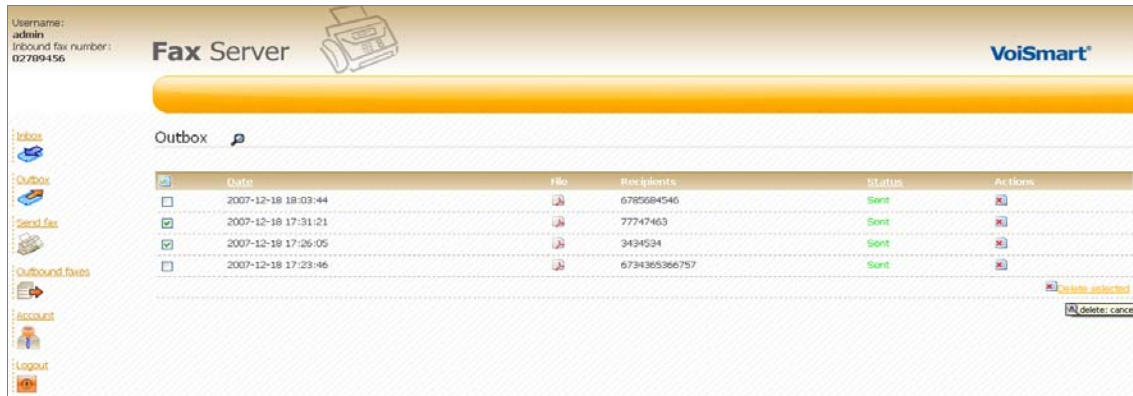 Username:
admin
Inbound fax number:
02789456
Fax Server
VoiSmart®
Inbox
Outbox
Send fax
Outbound faxes
Account
Logout
Outbox
Date File Recipients Status Actions
2007-12-18 18:03:44 6785684546 Sent
2007-12-18 17:31:21 77747463 Sent
2007-12-18 17:26:05 3434534 Sent
2007-12-18 17:23:46 6734365366757 Sent
Delete selected
delete: cance